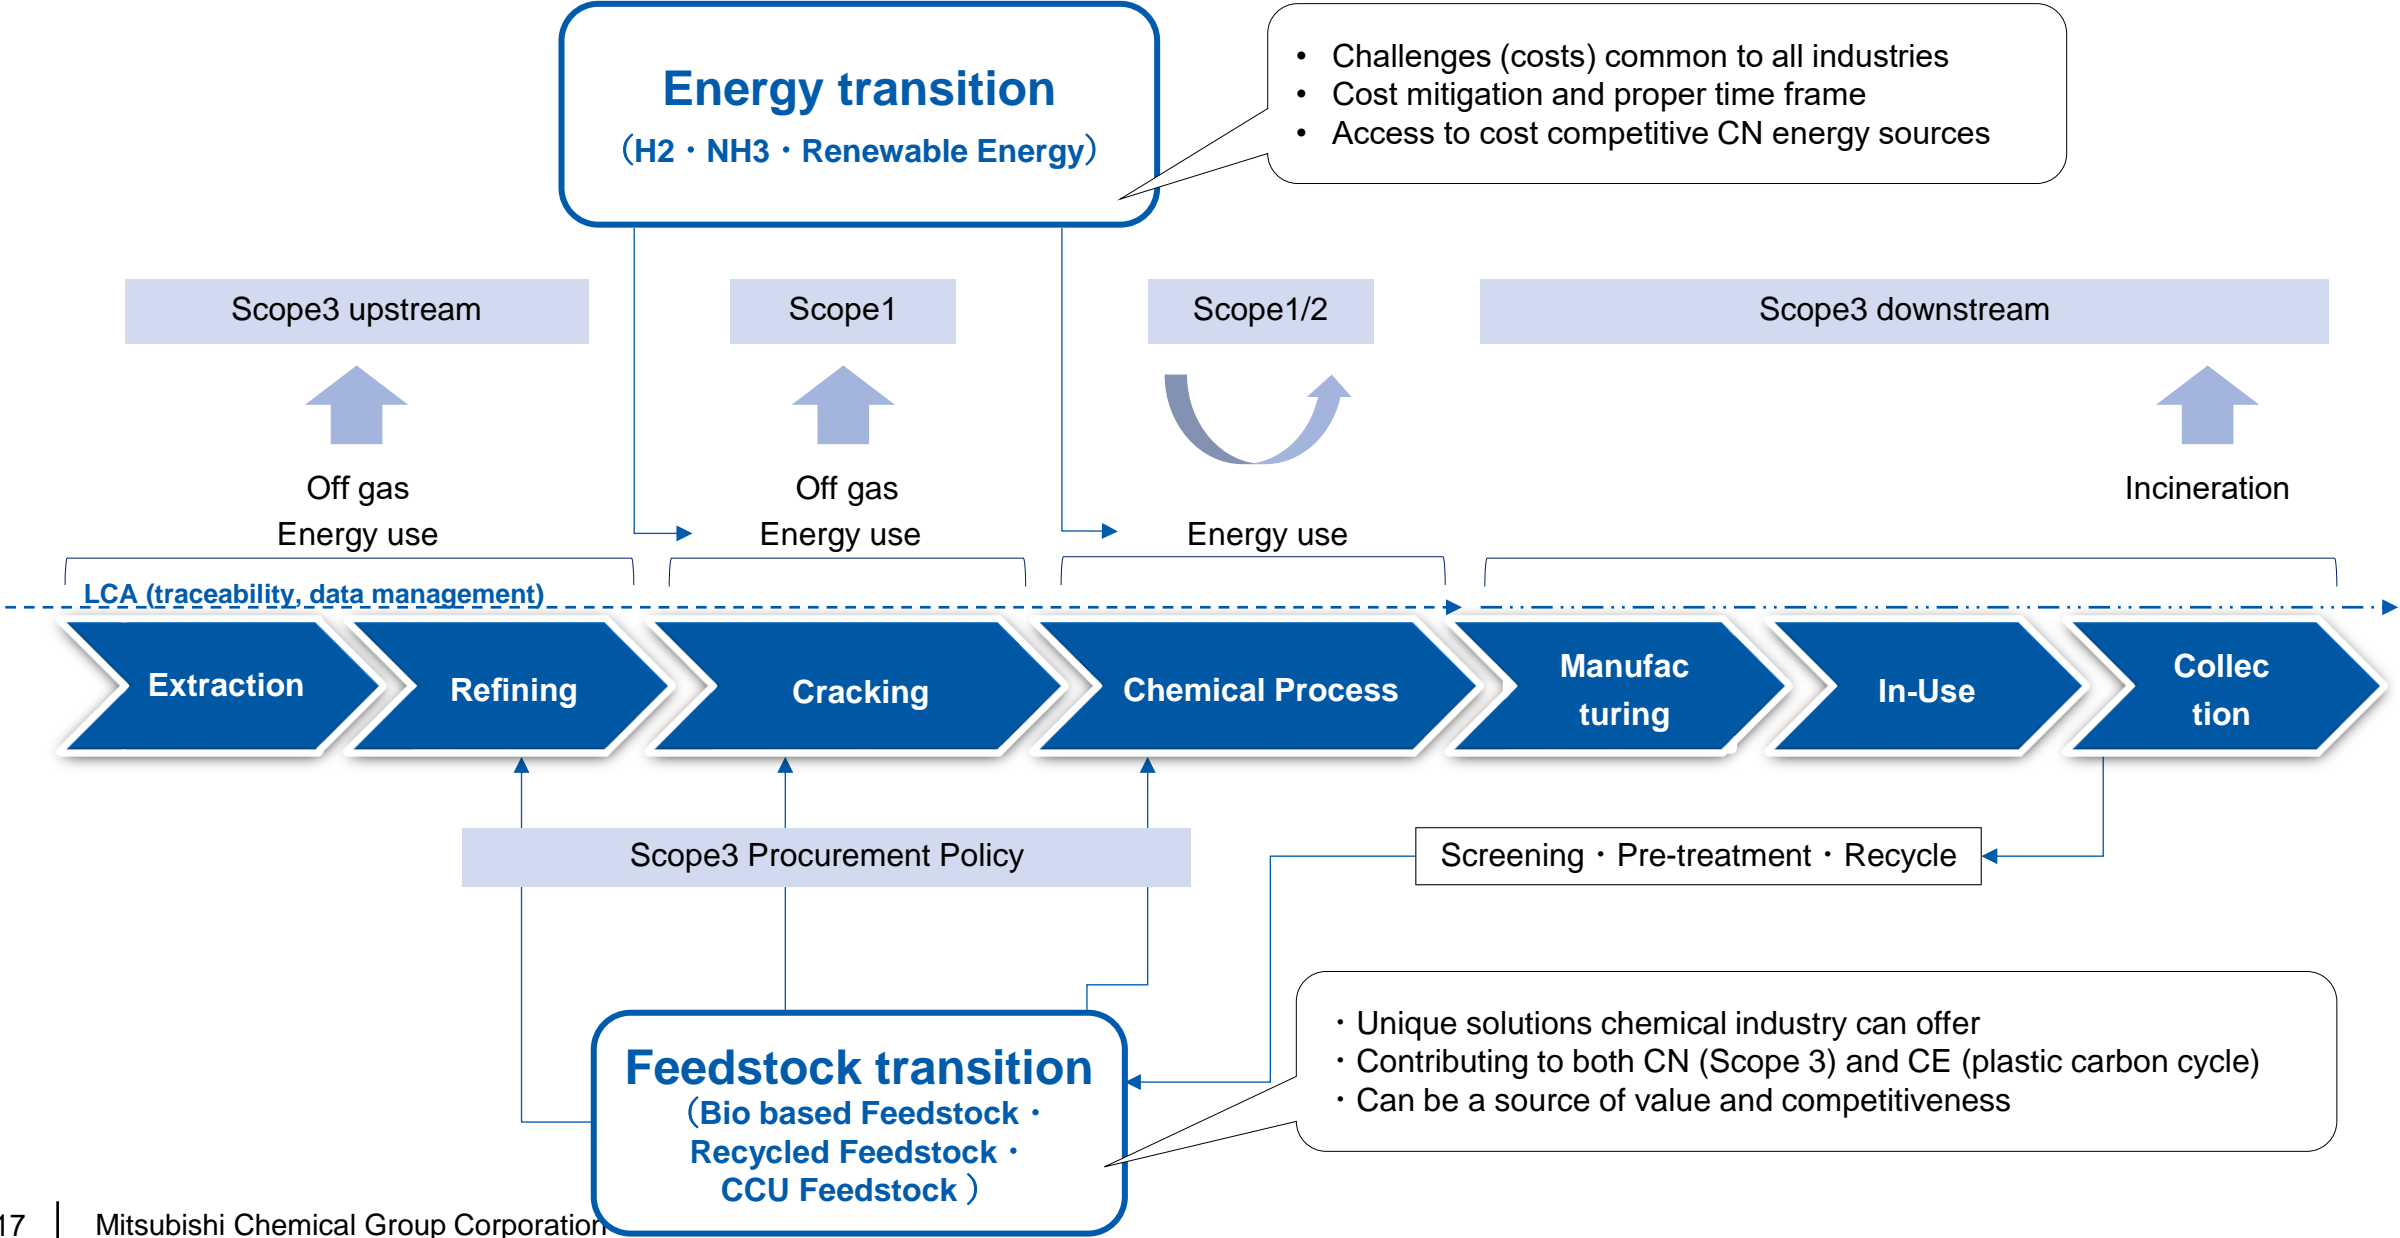 Energy transition
（H2・NH3・Renewable Energy）
• Challenges (costs) common to all industries
• Cost mitigation and proper time frame
• Access to cost competitive CN energy sources
Scope3 upstream
Scope1
Scope1/2
Scope3 downstream
Off gas
Energy use
Off gas
Energy use
Energy use
Incineration
LCA (traceability, data management)
Extraction
Refining
Cracking
Chemical Process
Manufac
turing
In-Use
Collec
tion
Scope3 Procurement Policy
Screening・Pre-treatment・Recycle
Feedstock transition
（Bio based Feedstock・
Recycled Feedstock・
CCU Feedstock ）
・Unique solutions chemical industry can offer
・Contributing to both CN (Scope 3) and CE (plastic carbon cycle)
・Can be a source of value and competitiveness
17
Mitsubishi Chemical Group Corporation